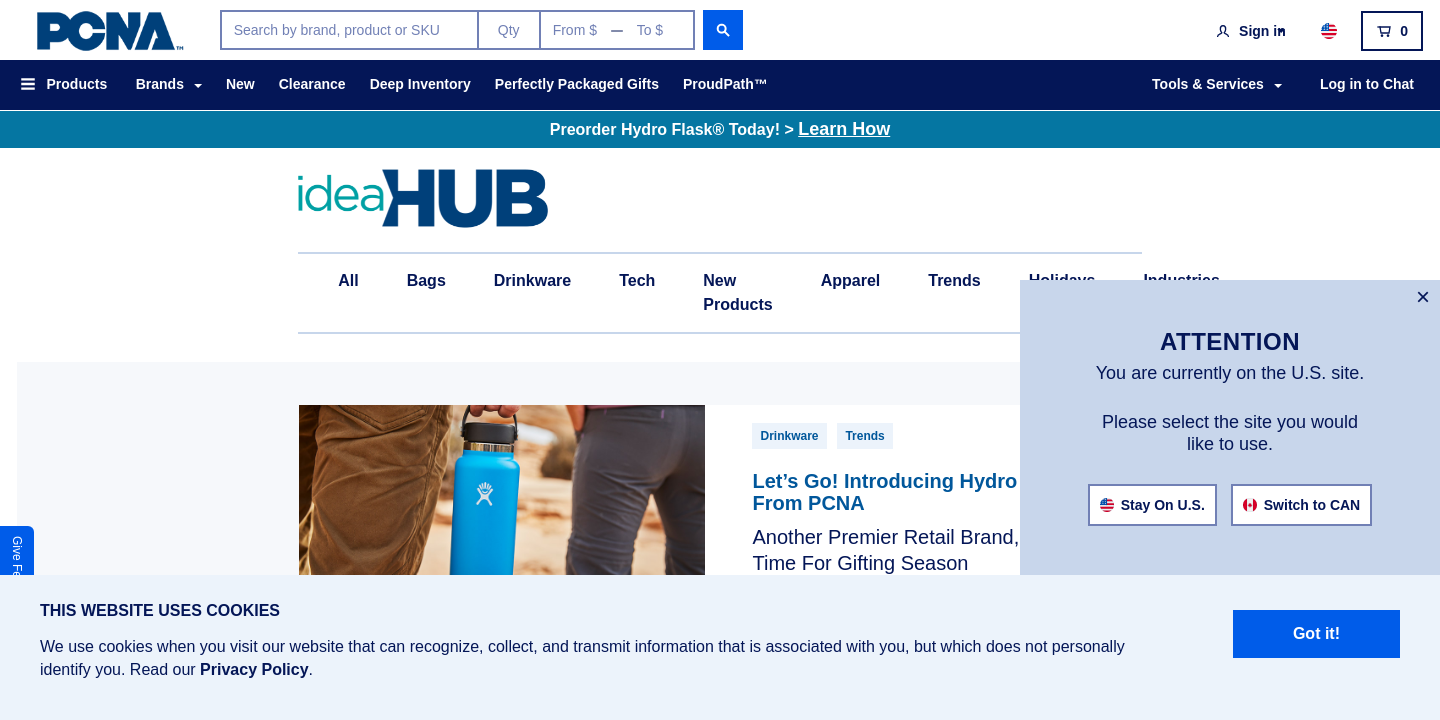 PCNA™
Search by brand, product or SKU
Qty
From $ — To $
Sign in
0
Products
Brands
New
Clearance
Deep Inventory
Perfectly Packaged Gifts
ProudPath™
Tools & Services
Log in to Chat
Preorder Hydro Flask® Today! > Learn How
ideaHUB
All
Bags
Drinkware
Tech
New
Products
Apparel
Trends
Holidays
Industries
×
ATTENTION
You are currently on the U.S. site.
Please select the site you would
like to use.
Stay On U.S.
Switch to CAN
Drinkware
Trends
Let’s Go! Introducing Hydro
From PCNA
Another Premier Retail Brand,
Time For Gifting Season
Give
THIS WEBSITE USES COOKIES
We use cookies when you visit our website that can recognize, collect, and transmit information that is associated with you, but which does not personally
identify you. Read our Privacy Policy.
Got it!